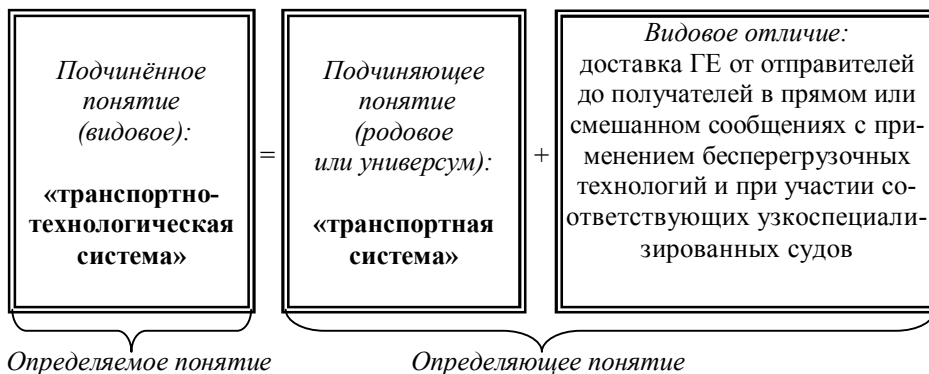 Подчинённое
понятие
(видовое):
«транспортно-
технологическая
система»
=
Подчиняющее
понятие
(родовое
или универсум):
«транспортная
система»
+
Видовое отличие:
доставка ГЕ от отправителей
до получателей в прямом или
смешанном сообщениях с при-
менением бесперегрузочных
технологий и при участии со-
ответствующих узкоспециали-
зированных судов
Определяемое понятие
Определяющее понятие